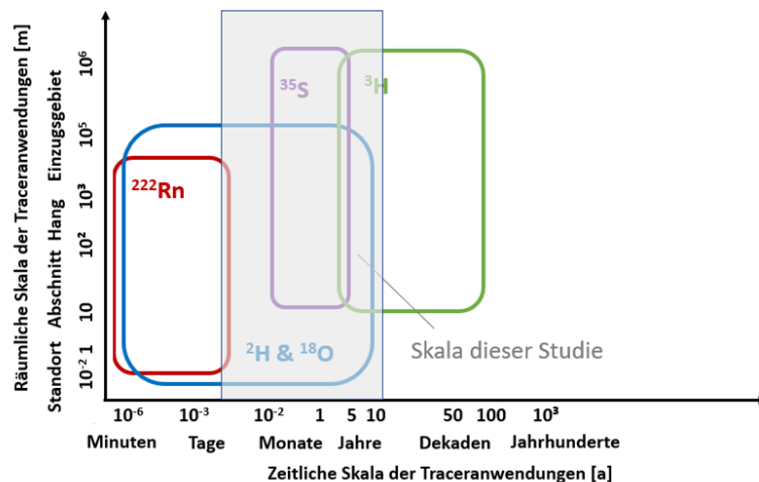 Räumliche Skala der Traceranwendungen [m]
Standort Abschnitt Hang Einzugsgebiet
10⁶
10⁵
10³
10²
10
1
10⁻²
³⁵S
³H
²²²Rn
²H & ¹⁸O
Skala dieser Studie
10⁻⁶ 10⁻³ 10⁻² 1 5 10 50 100 10³
Minuten Tage Monate Jahre Dekaden Jahrhunderte
Zeitliche Skala der Traceranwendungen [a]